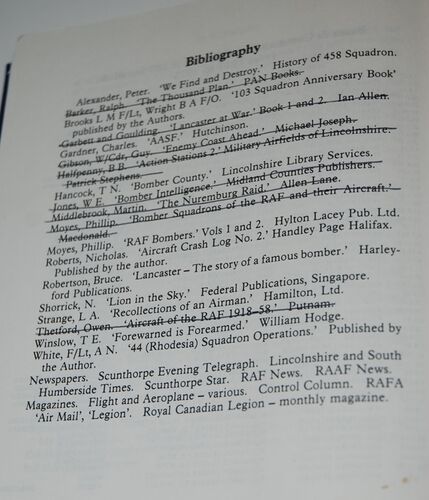 Bibliography
Alexander, Peter. 'We Find and Destroy.' History of 458 Squadron.
Barker, Ralph. 'The Thousand Plan.' PAN Books.
Brooks L M F/Lt, Wright B A F/O. '103 Squadron Anniversary Book'
published by the Authors.
Garbett and Goulding. 'Lancaster at War.' Book 1 and 2. Ian Allen.
Gardner, Charles. 'AASF.' Hutchinson.
Gibson, W/Cdr, Guy. 'Enemy Coast Ahead.' Michael Joseph.
Halfpenny, B B. 'Action Stations 2.' Military Airfields of Lincolnshire.
Patrick Stephens.
Hancock, T N. 'Bomber County.' Lincolnshire Library Services.
Jones, W E. 'Bomber Intelligence.' Midland Counties Publishers.
Middlebrook, Martin. 'The Nuremburg Raid.' Allen Lane.
Moyes, Phillip. 'Bomber Squadrons of the RAF and their Aircraft.'
Macdonald.
Moyes, Phillip. 'RAF Bombers.' Vols 1 and 2. Hylton Lacey Pub. Ltd.
Roberts, Nicholas. 'Aircraft Crash Log No. 2.' Handley Page Halifax.
Published by the author.
Robertson, Bruce. 'Lancaster – The story of a famous bomber.' Harley-
ford Publications.
Shorrick, N. 'Lion in the Sky.' Federal Publications, Singapore.
Strange, L A. 'Recollections of an Airman.' Hamilton, Ltd.
Thetford, Owen. 'Aircraft of the RAF 1918–58.' Putnam.
Winslow, T E. 'Forewarned is Forearmed.' William Hodge.
White, F/Lt, A N. '44 (Rhodesia) Squadron Operations.' Published by
the Author.
Newspapers. Scunthorpe Evening Telegraph. Lincolnshire and South
Humberside Times. Scunthorpe Star. RAF News. RAAF News.
Magazines. Flight and Aeroplane – various. Control Column. RAFA
'Air Mail', 'Legion'. Royal Canadian Legion – monthly magazine.